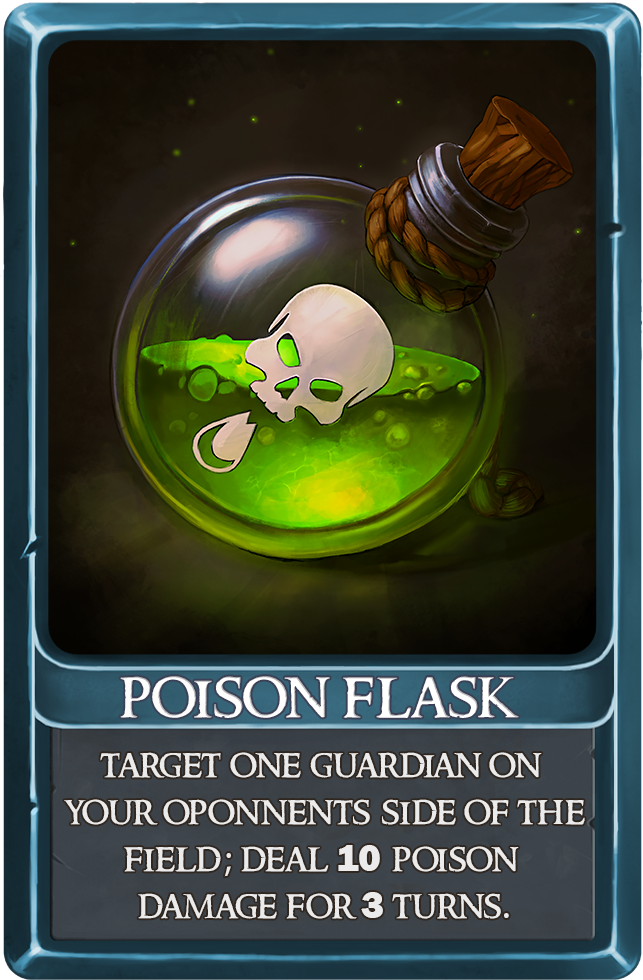 POISON FLASK
TARGET ONE GUARDIAN ON
YOUR OPONNENTS SIDE OF THE
FIELD; DEAL 10 POISON
DAMAGE FOR 3 TURNS.